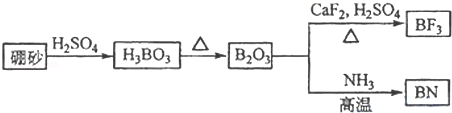 硼砂 H₂SO₄ H₃BO₃ △ B₂O₃ CaF₂, H₂SO₄ △ BF₃
NH₃ 高温 BN